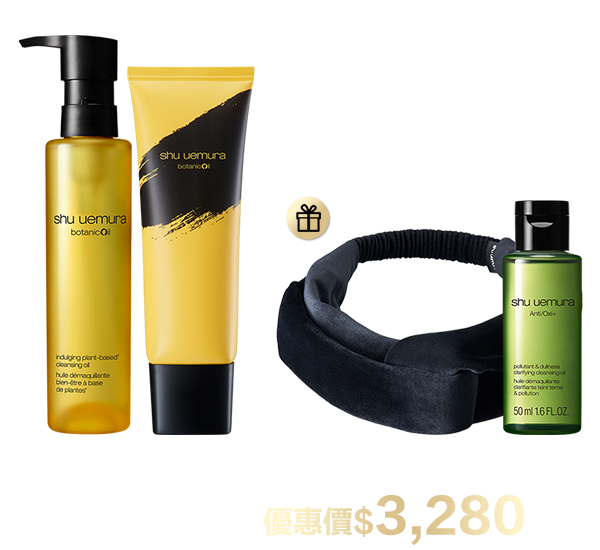 shu uemura
botanicOil
shu uemura
botanicOil
indulging plant-based*
cleansing oil
huile démaquillante
bien-être à base
de plantes*
shu uemura
Anti/Oxi+
pollutant & dullness
clarifying cleansing oil
huile démaquillante
clarifiante teint terne
& pollution
50 ml 1.6 FL.OZ.
優惠價$3,280